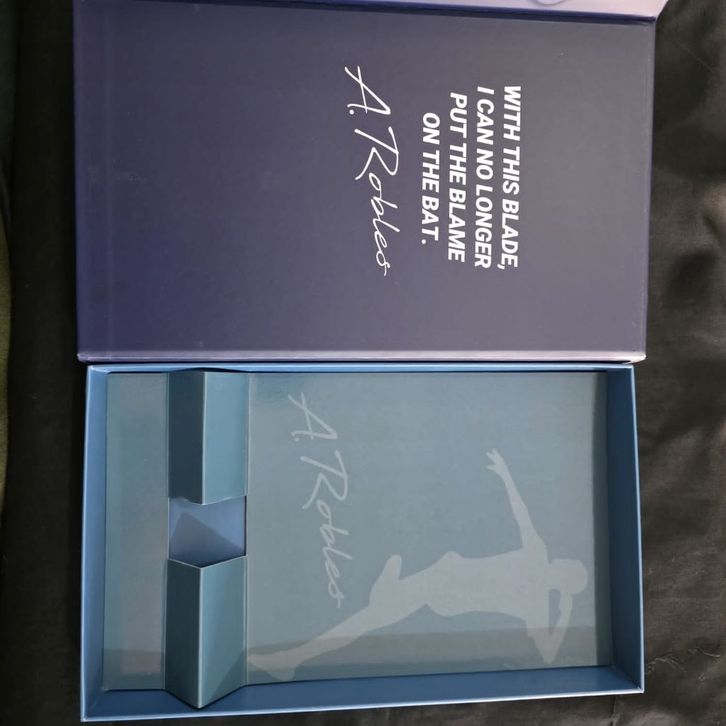 WITH THIS BLADE,
I CAN NO LONGER
PUT THE BLAME
ON THE BAT.
A. Robles
A. Robles